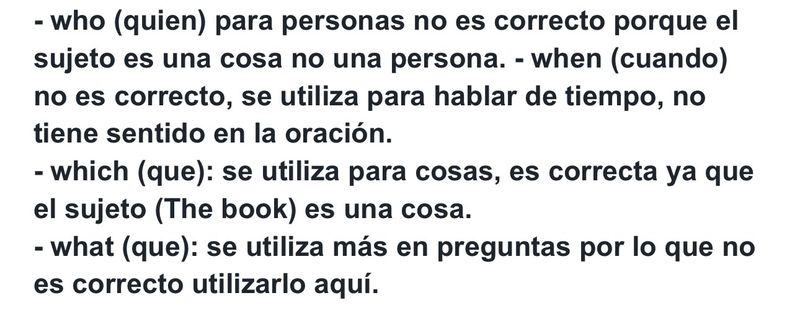 - who (quien) para personas no es correcto porque el
sujeto es una cosa no una persona. - when (cuando)
no es correcto, se utiliza para hablar de tiempo, no
tiene sentido en la oración.
- which (que): se utiliza para cosas, es correcta ya que
el sujeto (The book) es una cosa.
- what (que): se utiliza más en preguntas por lo que no
es correcto utilizarlo aquí.